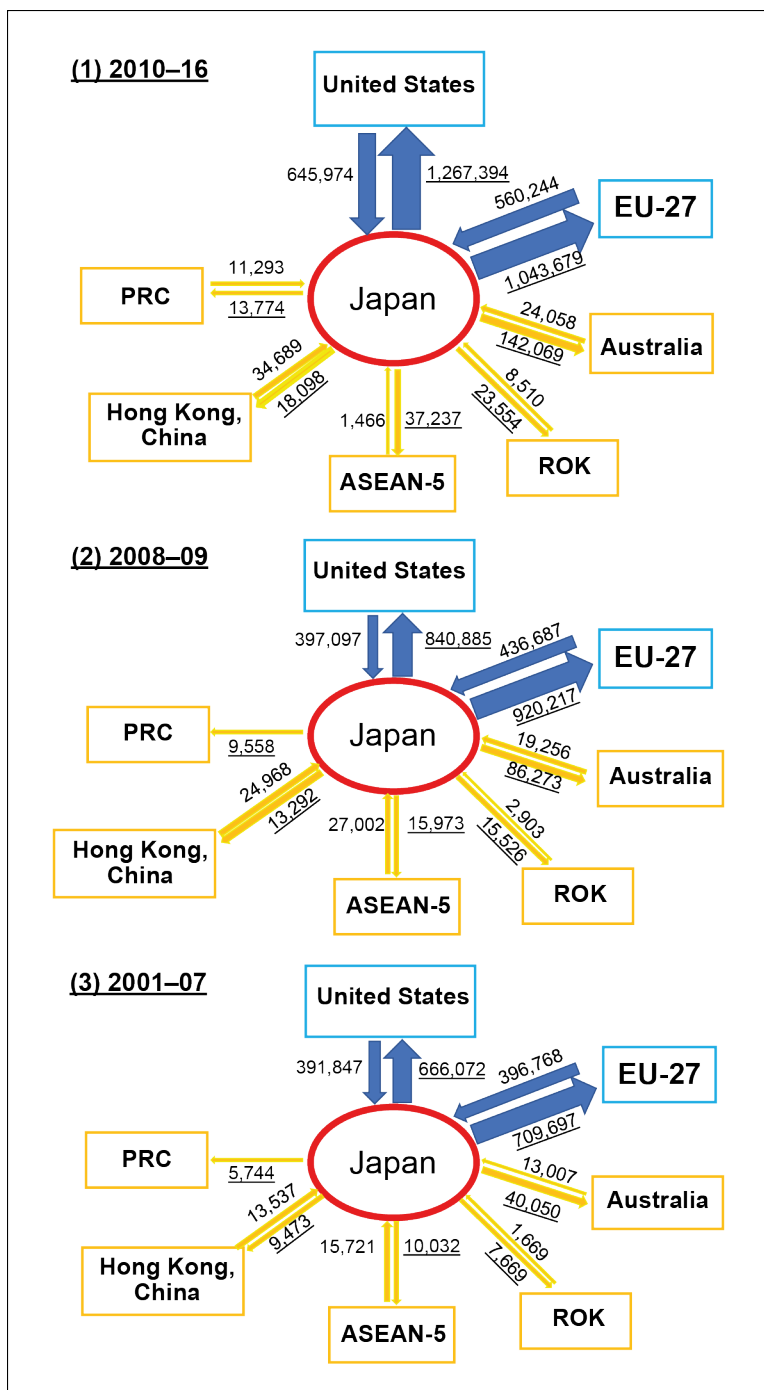 (1) 2010–16
United States
645,974
1,267,394
560,244
EU-27
1,043,679
PRC
11,293
13,774
Japan
24,058
142,069
Australia
34,689
18,098
Hong Kong,
China
1,466
37,237
ASEAN-5
8,510
23,554
ROK
(2) 2008–09
United States
397,097
840,885
436,687
EU-27
920,217
PRC
9,558
Japan
19,256
86,273
Australia
24,968
13,292
Hong Kong,
China
27,002
15,973
ASEAN-5
2,903
15,526
ROK
(3) 2001–07
United States
391,847
666,072
396,768
EU-27
709,697
PRC
5,744
Japan
13,007
40,050
Australia
13,537
9,473
Hong Kong,
China
15,721
10,032
ASEAN-5
1,669
7,669
ROK